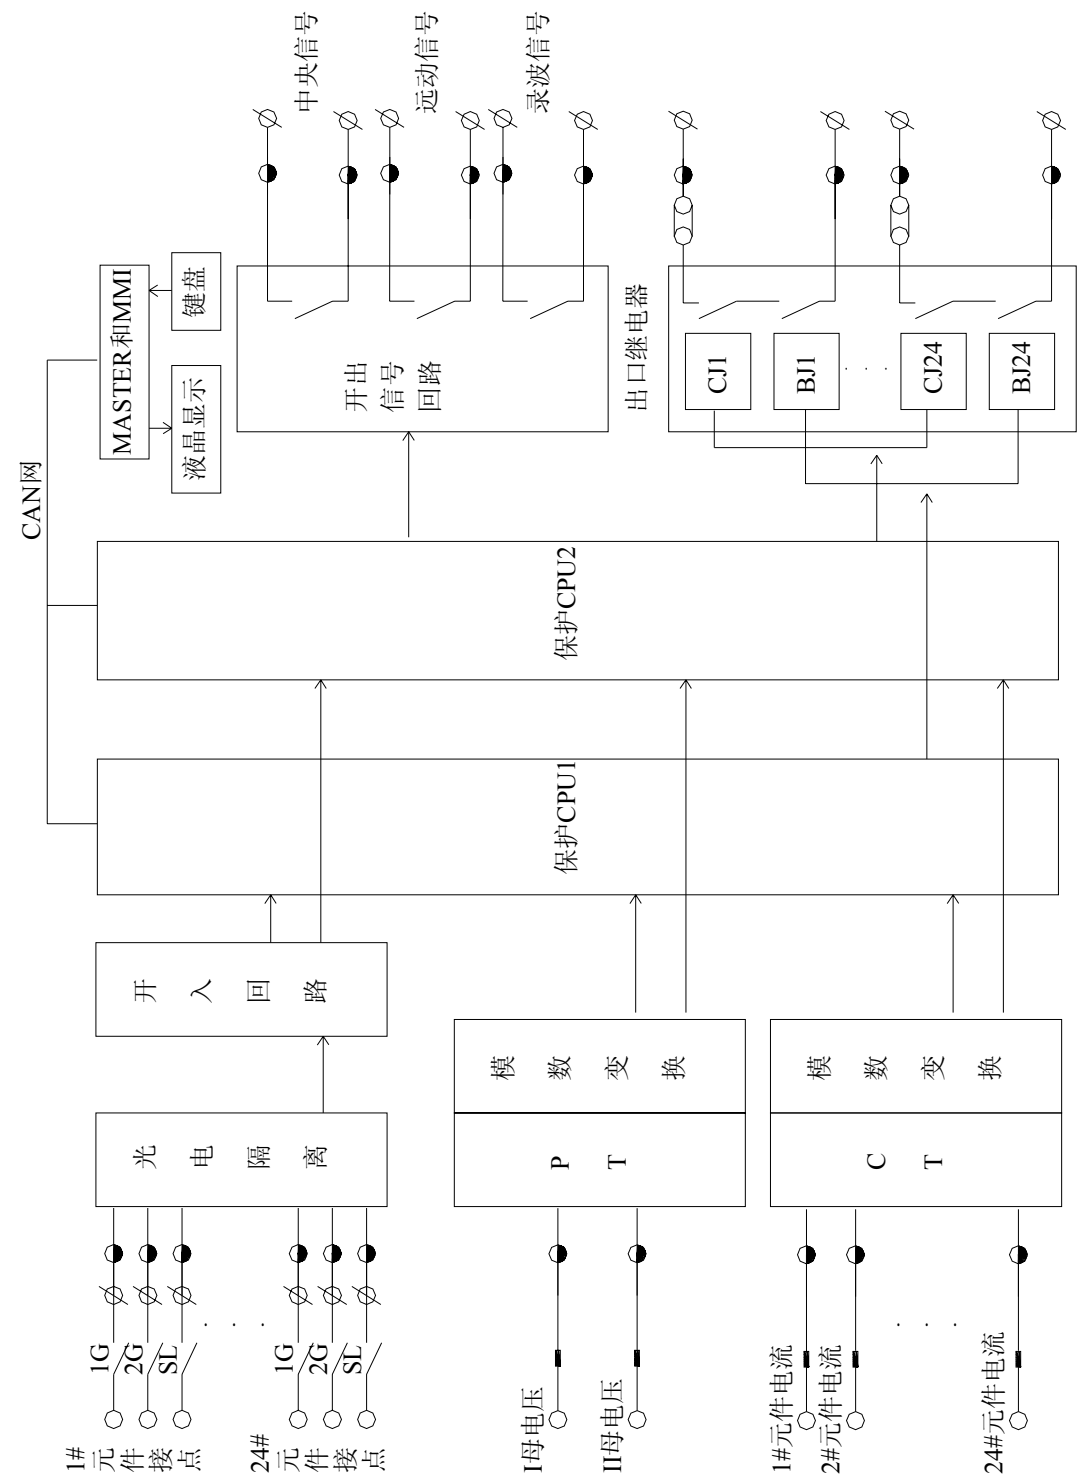 中央信号
远动信号
录波信号
MASTER和MMI
键盘
液晶显示
CAN网
开出
信号
回路
出口继电器
CJ1
BJ1
. . .
CJ24
BJ24
保护CPU2
保护CPU1
开入回路
光电隔离
模数变换
PT
模数变换
CT
1G
2G
SL
. . .
1G
2G
SL
1#
元
件
接
点
24#
元
件
接
点
I母电压
II母电压
1#元件电流
2#元件电流
. . .
24#元件电流